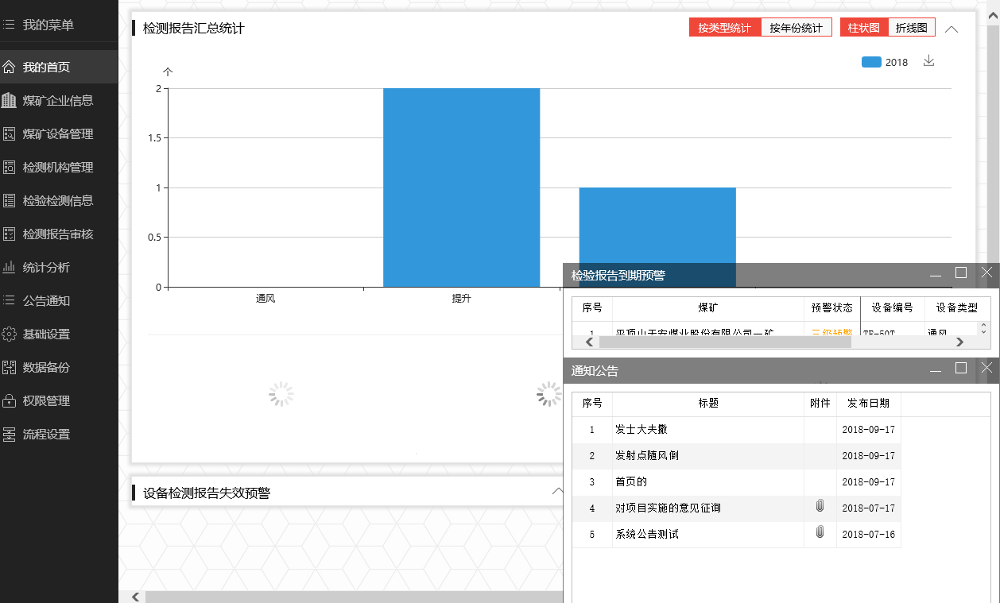 我的菜单
我的首页
煤矿企业信息
煤矿设备管理
检测机构管理
检验检测信息
检测报告审核
统计分析
公告通知
基础设置
数据备份
权限管理
流程设置
检测报告汇总统计
按类型统计 按年份统计 柱状图 折线图
2018
个
2
1.5
1
0.5
0
通风 提升
设备检测报告失效预警
检验报告到期预警
序号 煤矿 预警状态 设备编号 设备类型
1 平顶山天安煤业股份有限公司一矿 三级预警 TF-50T 通风
通知公告
序号 标题 附件 发布日期
1 发士大夫撒 2018-09-17
2 发射点随风倒 2018-09-17
3 首页的 2018-09-17
4 对项目实施的意见征询 2018-07-17
5 系统公告测试 2018-07-16